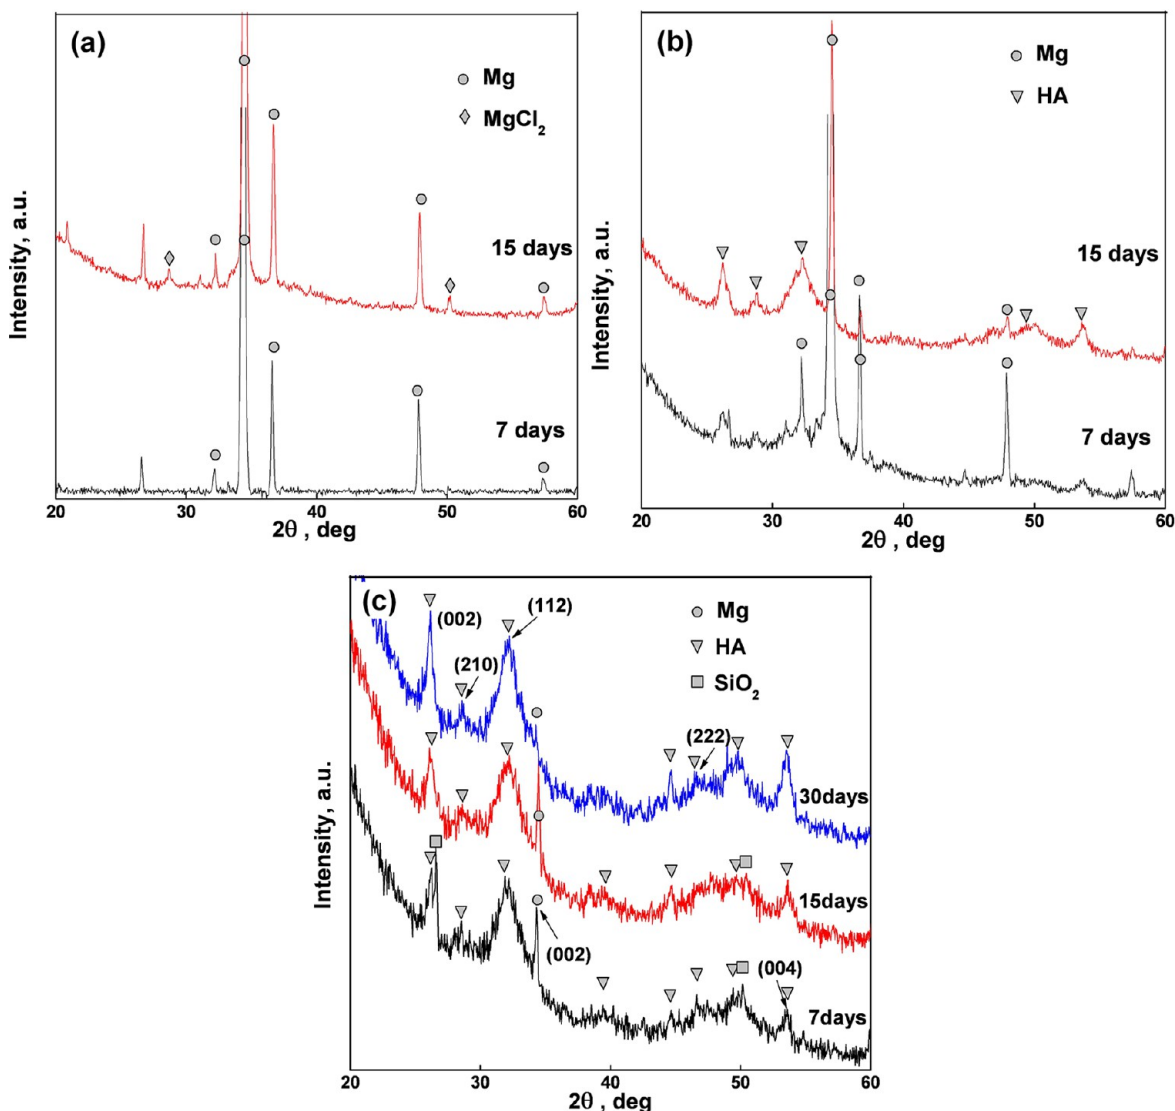 (a)
Mg
MgCl₂
15 days
7 days
Intensity, a.u.
20 30 40 50 60
2θ , deg
(b)
Mg
HA
15 days
7 days
Intensity, a.u.
20 30 40 50 60
2θ , deg
(c)
(002)
(112)
(210)
Mg
HA
SiO₂
(222)
30days
15days
(002)
(004)
7days
Intensity, a.u.
20 30 40 50 60
2θ , deg